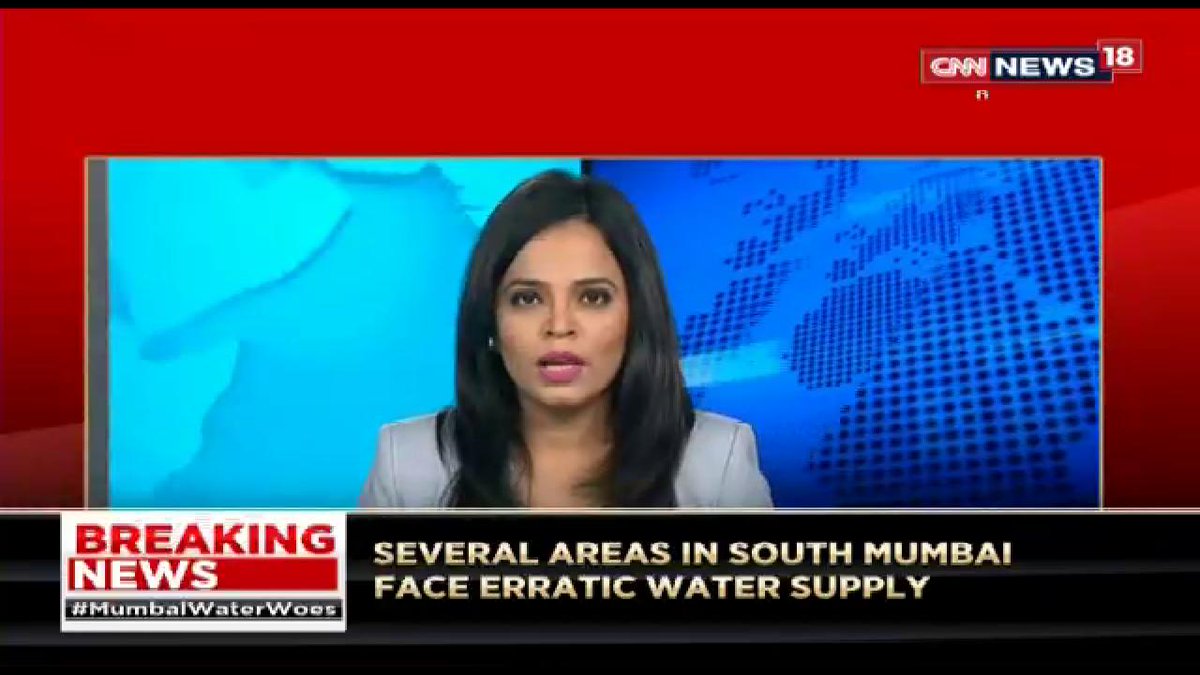 CNN NEWS 18
BREAKING
NEWS
#MumbaiWaterWoes
SEVERAL AREAS IN SOUTH MUMBAI
FACE ERRATIC WATER SUPPLY